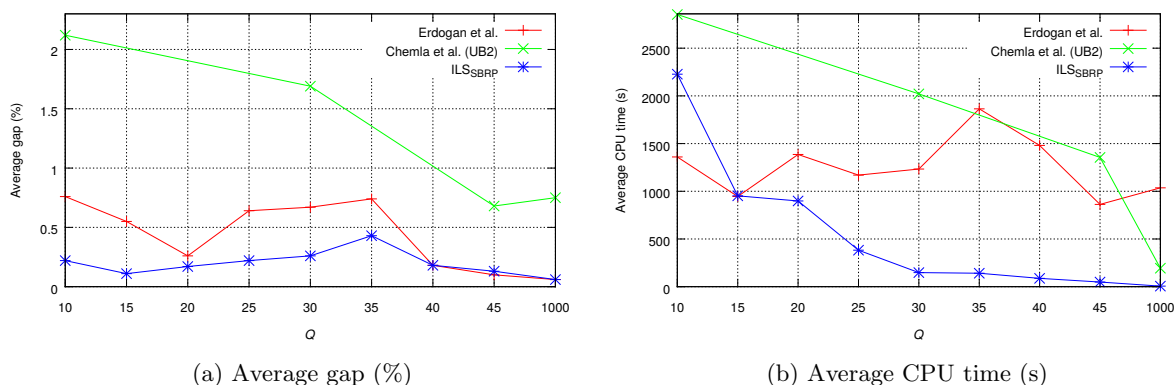 Erdogan et al.
Chemla et al. (UB2)
ILSSBRP
Average gap (%)
2
1.5
1
0.5
0
10 15 20 25 30 35 40 45 1000
Q
(a) Average gap (%)
Erdogan et al.
Chemla et al. (UB2)
ILSSBRP
Average CPU time (s)
2500
2000
1500
1000
500
0
10 15 20 25 30 35 40 45 1000
Q
(b) Average CPU time (s)